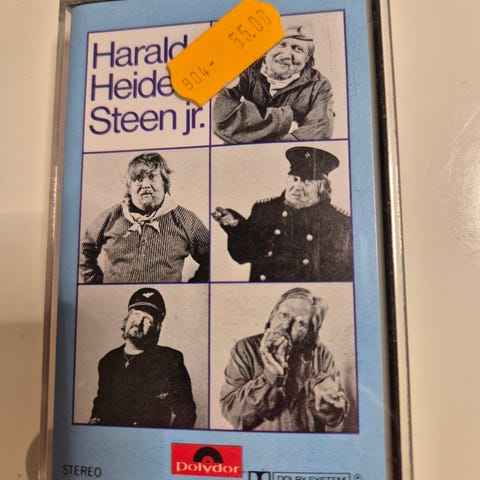 Harald
Heide
Steen jr.
804- 55.00
STEREO
polydor
DOLBY SYSTEM